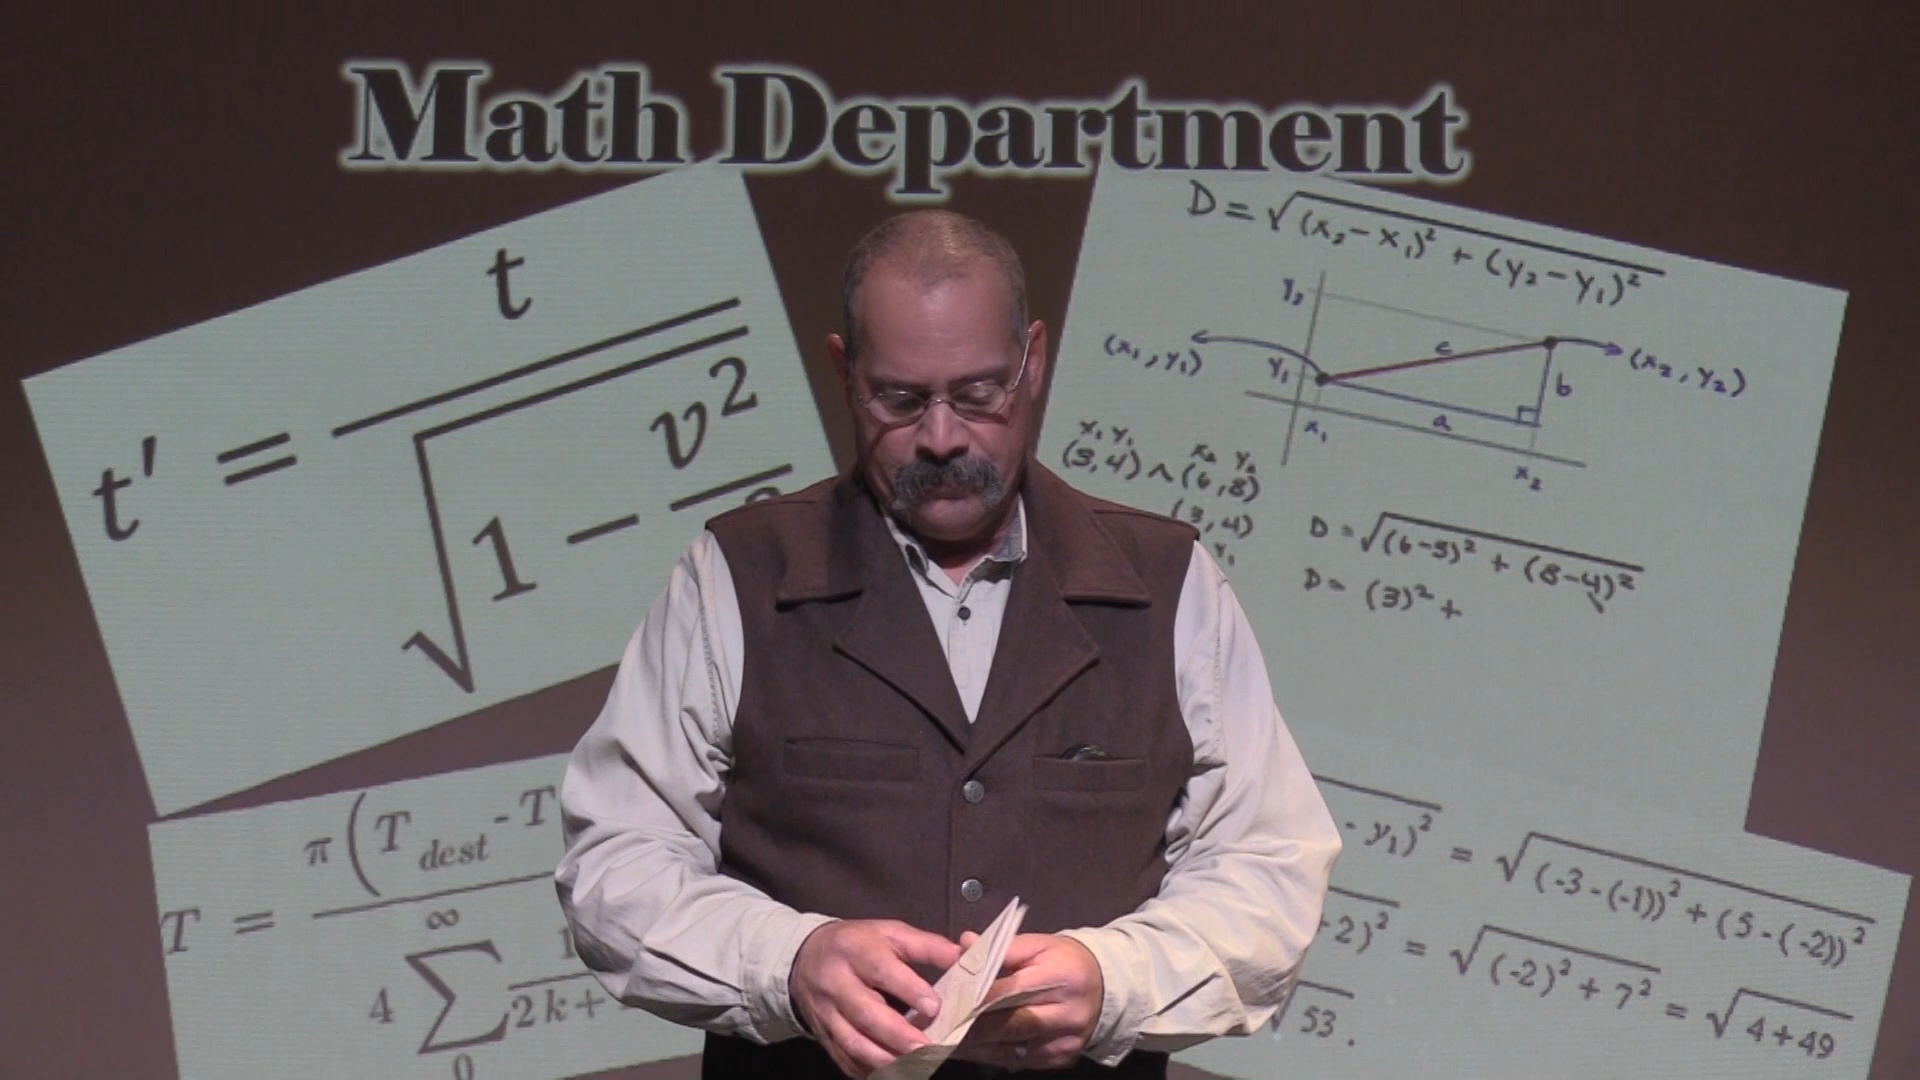 Math Department
t' = t / √(1 - v²
D = √((x₂ - x₁)² + (y₂ - y₁)²
y₂
(x₁, y₁)
y₁
c
(x₂, y₂)
b
a
x₁
x₂
x₁ y₁
x₂ y₂
(3,4) ∧ (6,8)
(3,4)
y₁
D = √(6-3)² + (8-4)²
D = (3)² +
π(T dest - T
T =
∞
4 Σ 1 / 2k+
0
- y₁)² = √(-3-(-1))² + (5-(-2))²
2)² = √(-2)² + 7² = √4+49
√53.